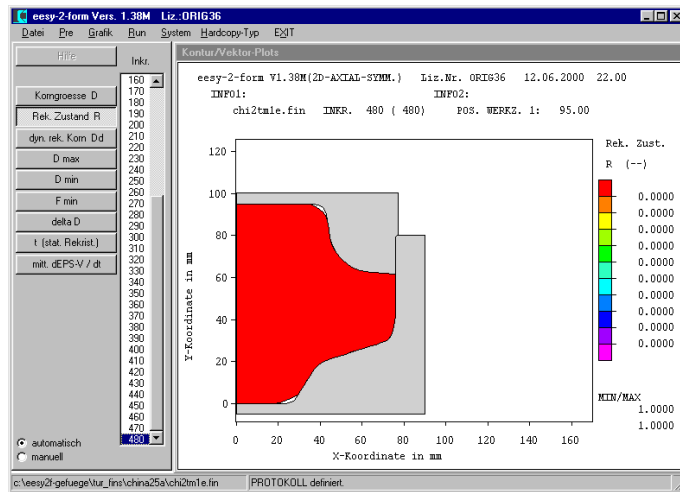 eesy-2-form Vers. 1.38M Liz.:ORIG36
Datei Pre Grafik Run System Hardcopy-Typ EXIT
Hilfe
Inkr.
Korngroesse D
Rek. Zustand R
dyn. rek. Korn Dd
D max
D min
F min
delta D
t (stat. Rekrist.)
mitt. dEPS-V / dt
160
170
180
190
200
210
220
230
240
250
260
270
280
290
300
310
320
330
340
350
360
370
380
390
400
410
420
430
440
450
460
470
480
automatisch
manuell
Kontur/Vektor-Plots
eesy-2-form V1.38M(2D-AXIAL-SYMM.) Liz.Nr. ORIG36 12.06.2000 22.00
INFO1: INFO2:
chi2tm1e.fin INKR. 480 ( 480) POS. WERKZ. 1: 95.00
Rek. Zust.
R (--)
0.0000
0.0000
0.0000
0.0000
0.0000
0.0000
0.0000
0.0000
0.0000
MIN/MAX
1.0000
1.0000
120
100
80
60
40
20
0
Y-Koordinate in mm
0 20 40 60 80 100 120 140 160
X-Koordinate in mm
c:\eesy2f-gefuege\tur_fins\china25a\chi2tm1e.fin PROTOKOLL definiert.